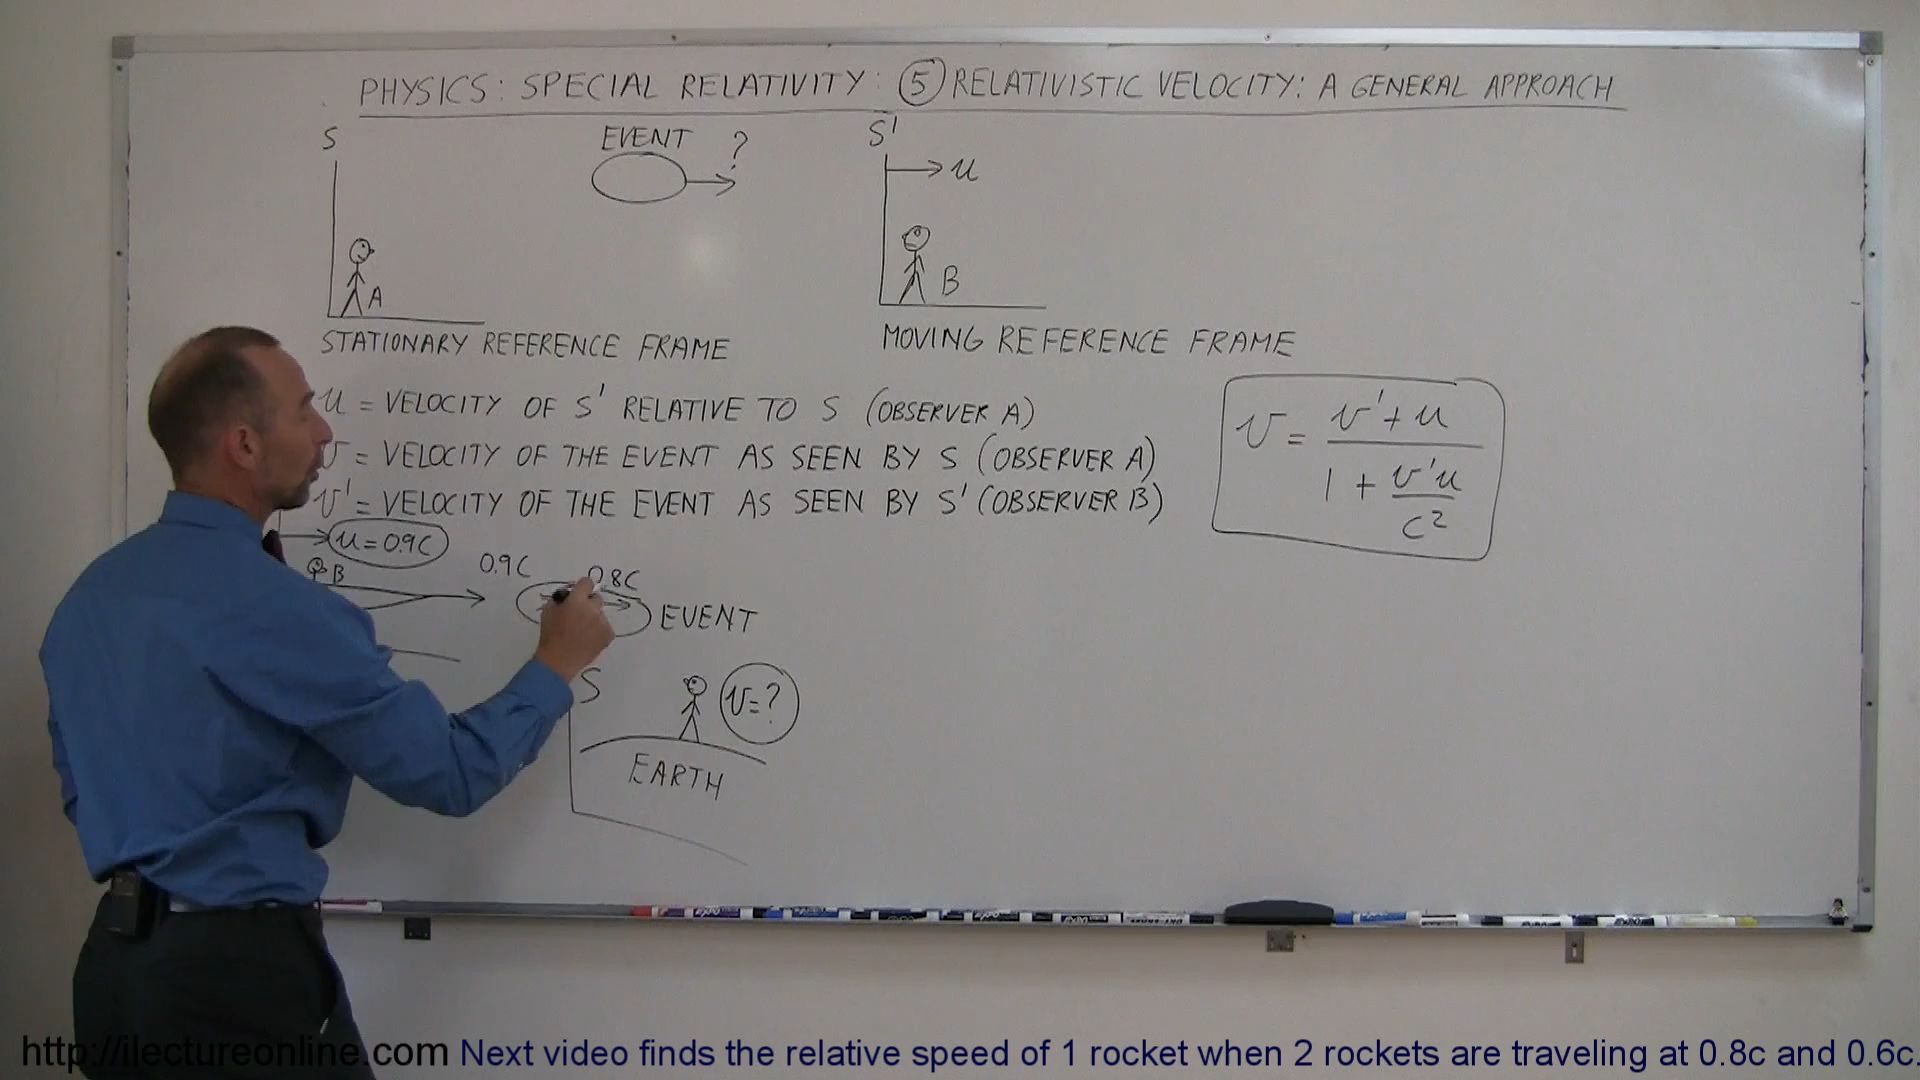 PHYSICS: SPECIAL RELATIVITY: ⑤ RELATIVISTIC VELOCITY: A GENERAL APPROACH
S
EVENT ?
S'
u
A
B
STATIONARY REFERENCE FRAME
MOVING REFERENCE FRAME
u = VELOCITY OF S' RELATIVE TO S (OBSERVER A)
v = VELOCITY OF THE EVENT AS SEEN BY S (OBSERVER A)
v' = VELOCITY OF THE EVENT AS SEEN BY S' (OBSERVER B)
v = (v' + u) / (1 + v'u/c²)
u = 0.9C
B
0.9C
0.8C
EVENT
S
v = ?
EARTH
http://ilectureonline.com Next video finds the relative speed of 1 rocket when 2 rockets are traveling at 0.8c and 0.6c.